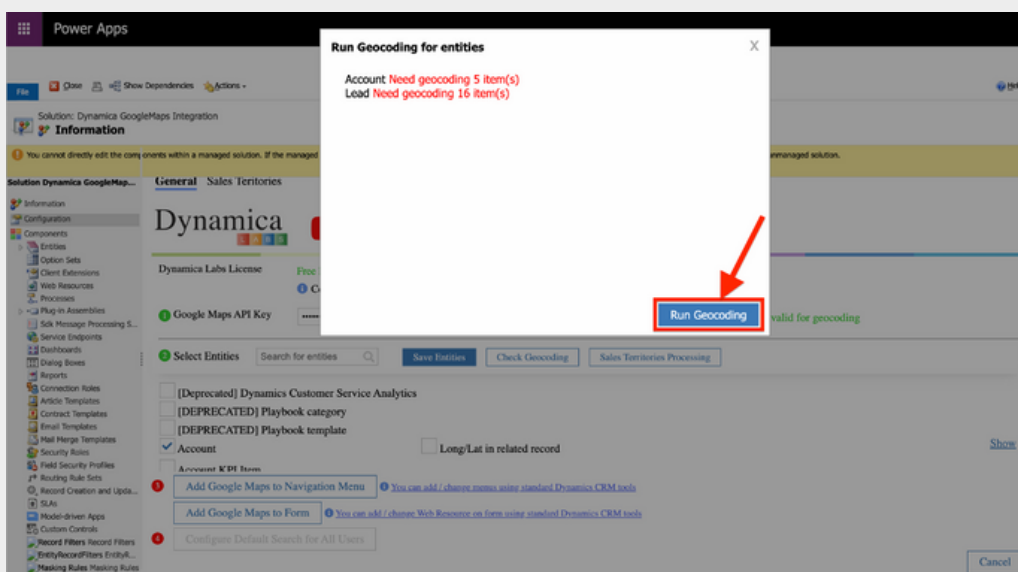 Power Apps
Run Geocoding for entities
X
Account Need geocoding 5 item(s)
Lead Need geocoding 16 item(s)
Run Geocoding
File
Close
Show Dependencies
Actions
Solution: Dynamica GoogleMaps Integration
Information
You cannot directly edit the components within a managed solution. If the managed
unmanaged solution.
Solution Dynamica GoogleMap...
General Sales Teritories
Information
Configuration
Components
Entities
Option Sets
Client Extensions
Web Resources
Processes
Plug-in Assemblies
Sdk Message Processing S...
Service Endpoints
Dashboards
Dialog Boxes
Reports
Connection Roles
Article Templates
Contract Templates
Email Templates
Mail Merge Templates
Security Roles
Field Security Profiles
Routing Rule Sets
Record Creation and Upda...
SLAs
Model-driven Apps
Custom Controls
Record Filters Record Filters
EntityRecordFilters EntityR...
Masking Rules Masking Rules
Dynamica
LABS
Dynamica Labs License Free
1 Google Maps API Key valid for geocoding
2 Select Entities Search for entities Save Entities Check Geocoding Sales Territories Processing
[Deprecated] Dynamics Customer Service Analytics
[DEPRECATED] Playbook category
[DEPRECATED] Playbook template
Account Long/Lat in related record Show
Account KPI Item
3 Add Google Maps to Navigation Menu You can add / change menus using standard Dynamics CRM tools
Add Google Maps to Form You can add / change Web Resource on form using standard Dynamics CRM tools
4 Configure Default Search for All Users
Cancel